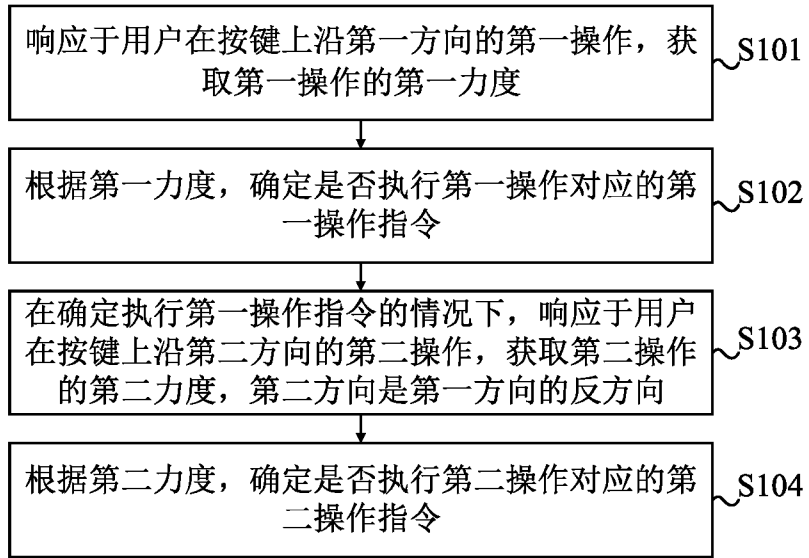 响应于用户在按键上沿第一方向的第一操作，获
取第一操作的第一力度
S101
根据第一力度，确定是否执行第一操作对应的第
一操作指令
S102
在确定执行第一操作指令的情况下，响应于用户
在按键上沿第二方向的第二操作，获取第二操作
的第二力度，第二方向是第一方向的反方向
S103
根据第二力度，确定是否执行第二操作对应的第
二操作指令
S104